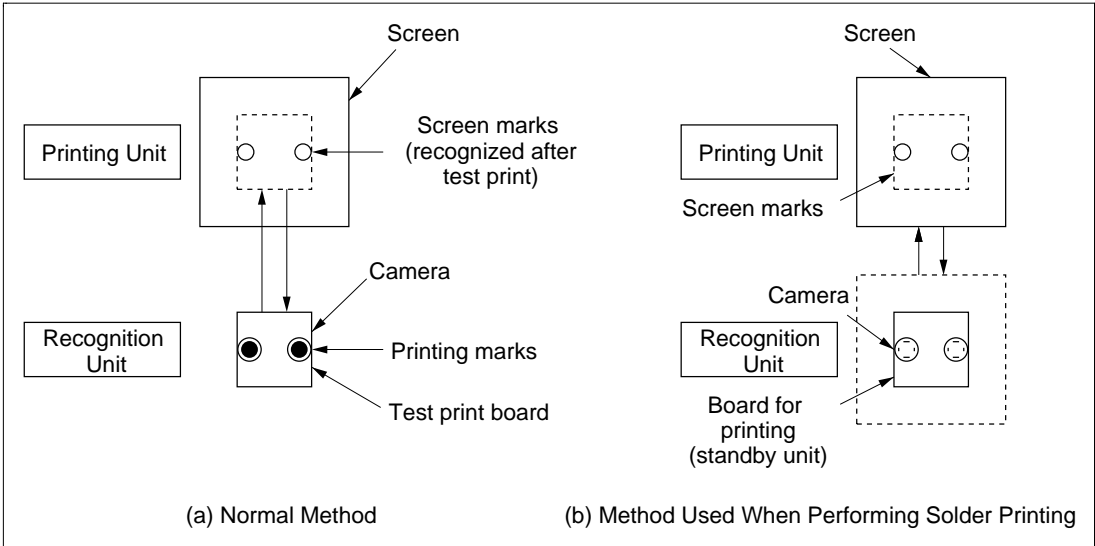 Screen
Printing Unit
Screen marks
(recognized after
test print)
Camera
Recognition
Unit
Printing marks
Test print board
(a) Normal Method
Screen
Printing Unit
Screen marks
Camera
Recognition
Unit
Board for
printing
(standby unit)
(b) Method Used When Performing Solder Printing